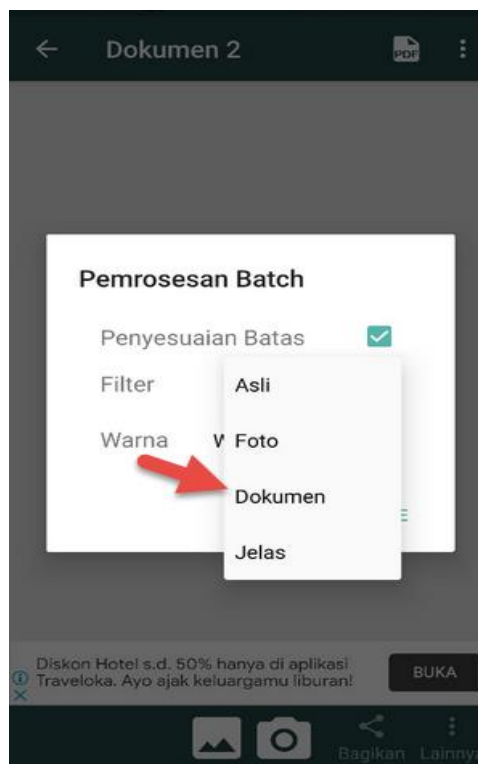 Dokumen 2
PDF
Pemrosesan Batch
Penyesuaian Batas
Filter
Asli
Warna
Foto
Dokumen
Jelas
Diskon Hotel s.d. 50% hanya di aplikasi
Traveloka. Ayo ajak keluargamu liburan!
BUKA
Bagikan
Lainnya